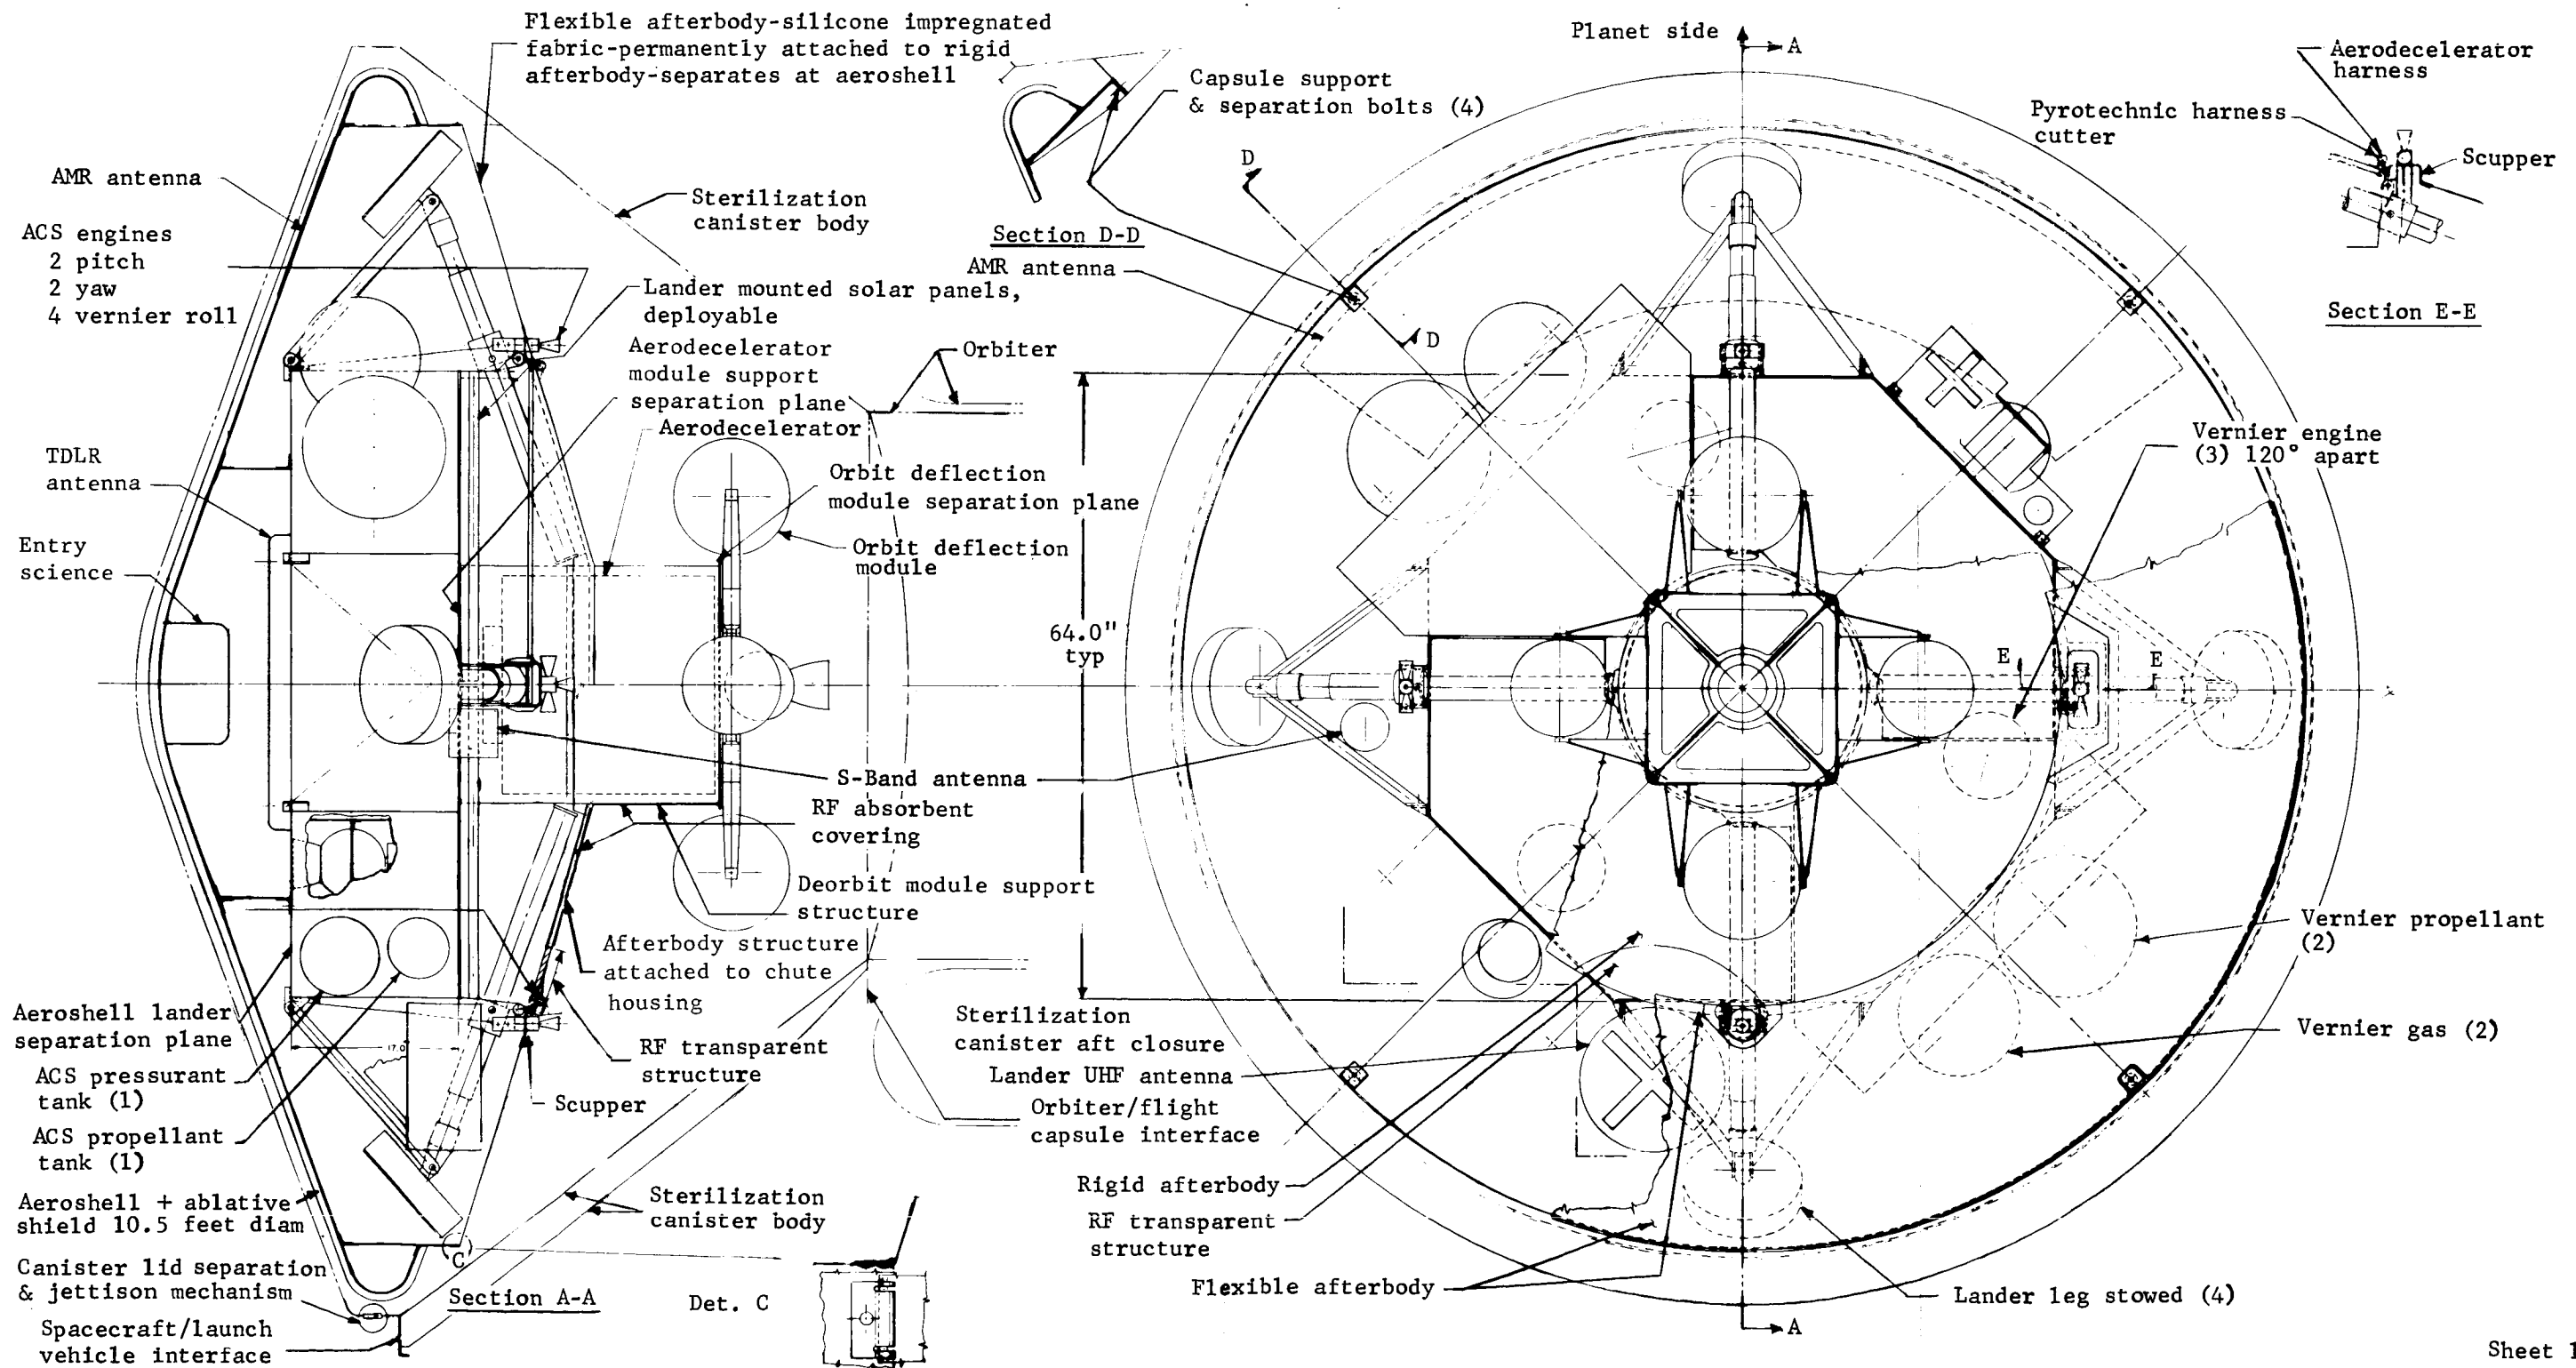 Flexible afterbody-silicone impregnated
fabric-permanently attached to rigid
afterbody-separates at aeroshell
AMR antenna
ACS engines
2 pitch
2 yaw
4 vernier roll
Sterilization
canister body
Lander mounted solar panels,
deployable
Aerodecelerator
module support
separation plane
Aerodecelerator
Orbiter
TDLR
antenna
Entry
science
Orbit deflection
module separation plane
Orbit deflection
module
S-Band antenna
RF absorbent
covering
Deorbit module support
structure
Afterbody structure
attached to chute
housing
Aeroshell lander
separation plane
17.0
ACS pressurant
tank (1)
ACS propellant
tank (1)
RF transparent
structure
Scupper
Aeroshell + ablative
shield 10.5 feet diam
Canister lid separation
& jettison mechanism
Spacecraft/launch
vehicle interface
C
Sterilization
canister body
Section A-A
Det. C
Capsule support
& separation bolts (4)
Section D-D
AMR antenna
Planet side
A
D
D
64.0"
typ
E
E
Aerodecelerator
harness
Pyrotechnic harness
cutter
Scupper
Section E-E
Vernier engine
(3) 120° apart
Vernier propellant
(2)
Vernier gas (2)
Sterilization
canister aft closure
Lander UHF antenna
Orbiter/flight
capsule interface
Rigid afterbody
RF transparent
structure
Flexible afterbody
Lander leg stowed (4)
A
Sheet 1